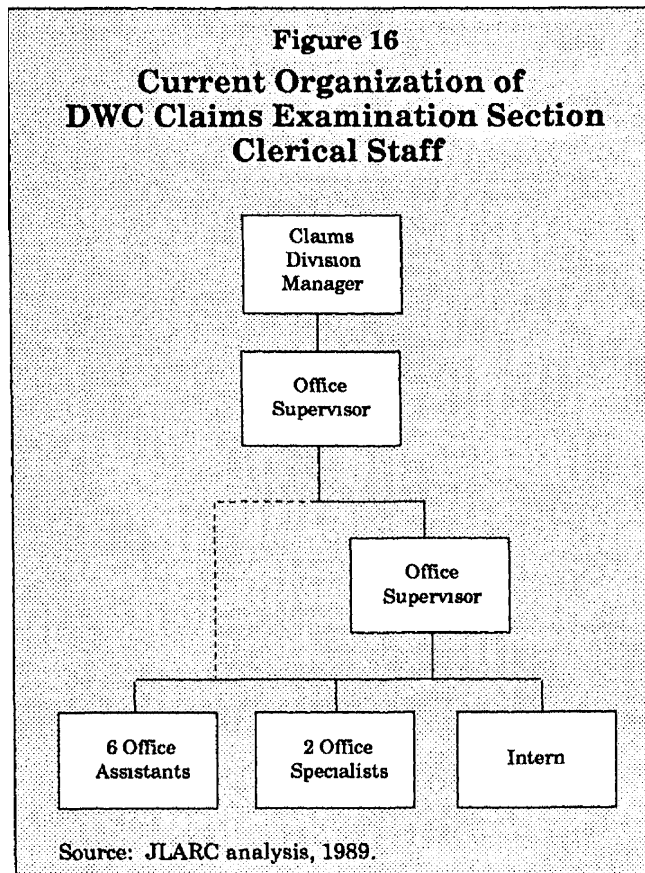 Figure 16
Current Organization of
DWC Claims Examination Section
Clerical Staff
Claims
Division
Manager
Office
Supervisor
Office
Supervisor
6 Office
Assistants
2 Office
Specialists
Intern
Source: JLARC analysis, 1989.